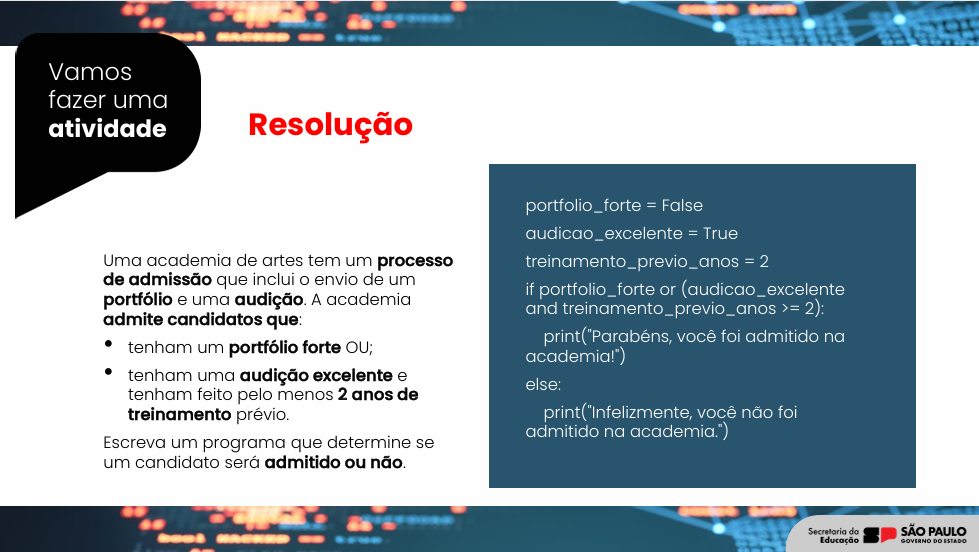 Vamos
fazer uma
atividade
Resolução
Uma academia de artes tem um processo
de admissão que inclui o envio de um
portfólio e uma audição. A academia
admite candidatos que:
• tenham um portfólio forte OU;
• tenham uma audição excelente e
tenham feito pelo menos 2 anos de
treinamento prévio.
Escreva um programa que determine se
um candidato será admitido ou não.
portfolio_forte = False
audicao_excelente = True
treinamento_previo_anos = 2
if portfolio_forte or (audicao_excelente
and treinamento_previo_anos >= 2):
print("Parabéns, você foi admitido na
academia!")
else:
print("Infelizmente, você não foi
admitido na academia.")
Secretaria da
Educação
SÃO PAULO
GOVERNO DO ESTADO